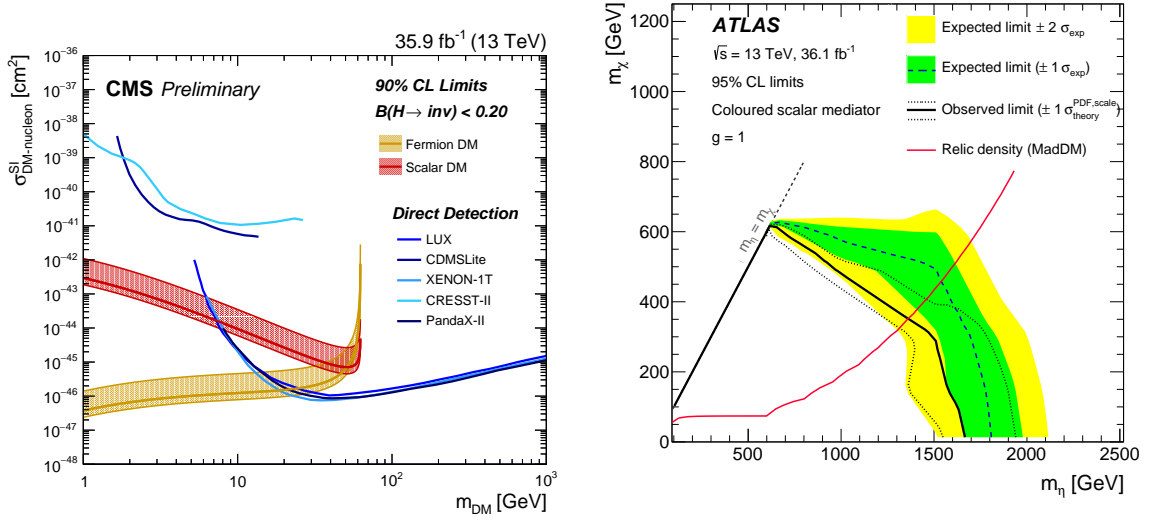 35.9 fb⁻¹ (13 TeV)
CMS Preliminary
90% CL Limits
B(H→ inv) < 0.20
Fermion DM
Scalar DM
Direct Detection
LUX
CDMSLite
XENON-1T
CRESST-II
PandaX-II
σ^SI_DM-nucleon [cm²]
10⁻³⁶
10⁻³⁷
10⁻³⁸
10⁻³⁹
10⁻⁴⁰
10⁻⁴¹
10⁻⁴²
10⁻⁴³
10⁻⁴⁴
10⁻⁴⁵
10⁻⁴⁶
10⁻⁴⁷
10⁻⁴⁸
1 10 10² 10³
m_DM [GeV]
ATLAS
√s = 13 TeV, 36.1 fb⁻¹
95% CL limits
Coloured scalar mediator
g = 1
Expected limit ± 2 σ_exp
Expected limit (± 1 σ_exp)
Observed limit (± 1 σ^PDF,scale_theory)
Relic density (MadDM)
m_η = m_χ
m_χ [GeV]
1200
1000
800
600
400
200
0
500 1000 1500 2000 2500
m_η [GeV]